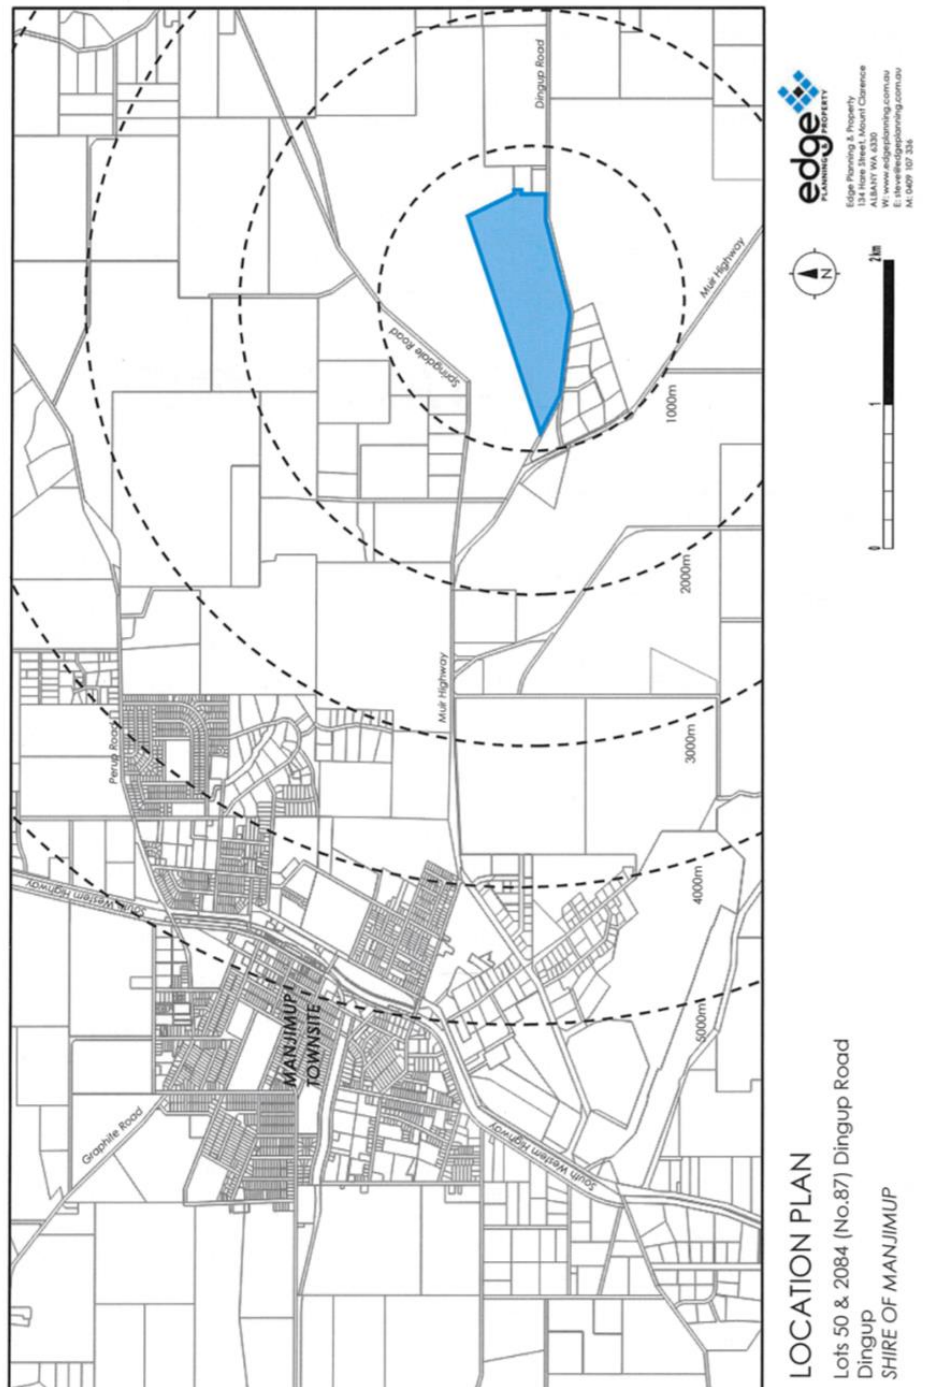 Graphite Road
South Western Highway
Perup Road
MANJIMUP
TOWNSITE
South Western Highway
Muir Highway
Springdale Road
Dingup Road
Muir Highway
5000m
4000m
3000m
2000m
1000m
LOCATION PLAN
Lots 50 & 2084 (No.871) Dingup Road
Dingup
SHIRE OF MANJIMUP
0
1
2km
N
edge
PLANNING & PROPERTY
Edge Planning & Property
134 Hare Street, Mount Clarence
ALBANY WA 6330
W: www.edgeplanning.com.au
E: steve@edgeplanning.com.au
M: 0409 107 336